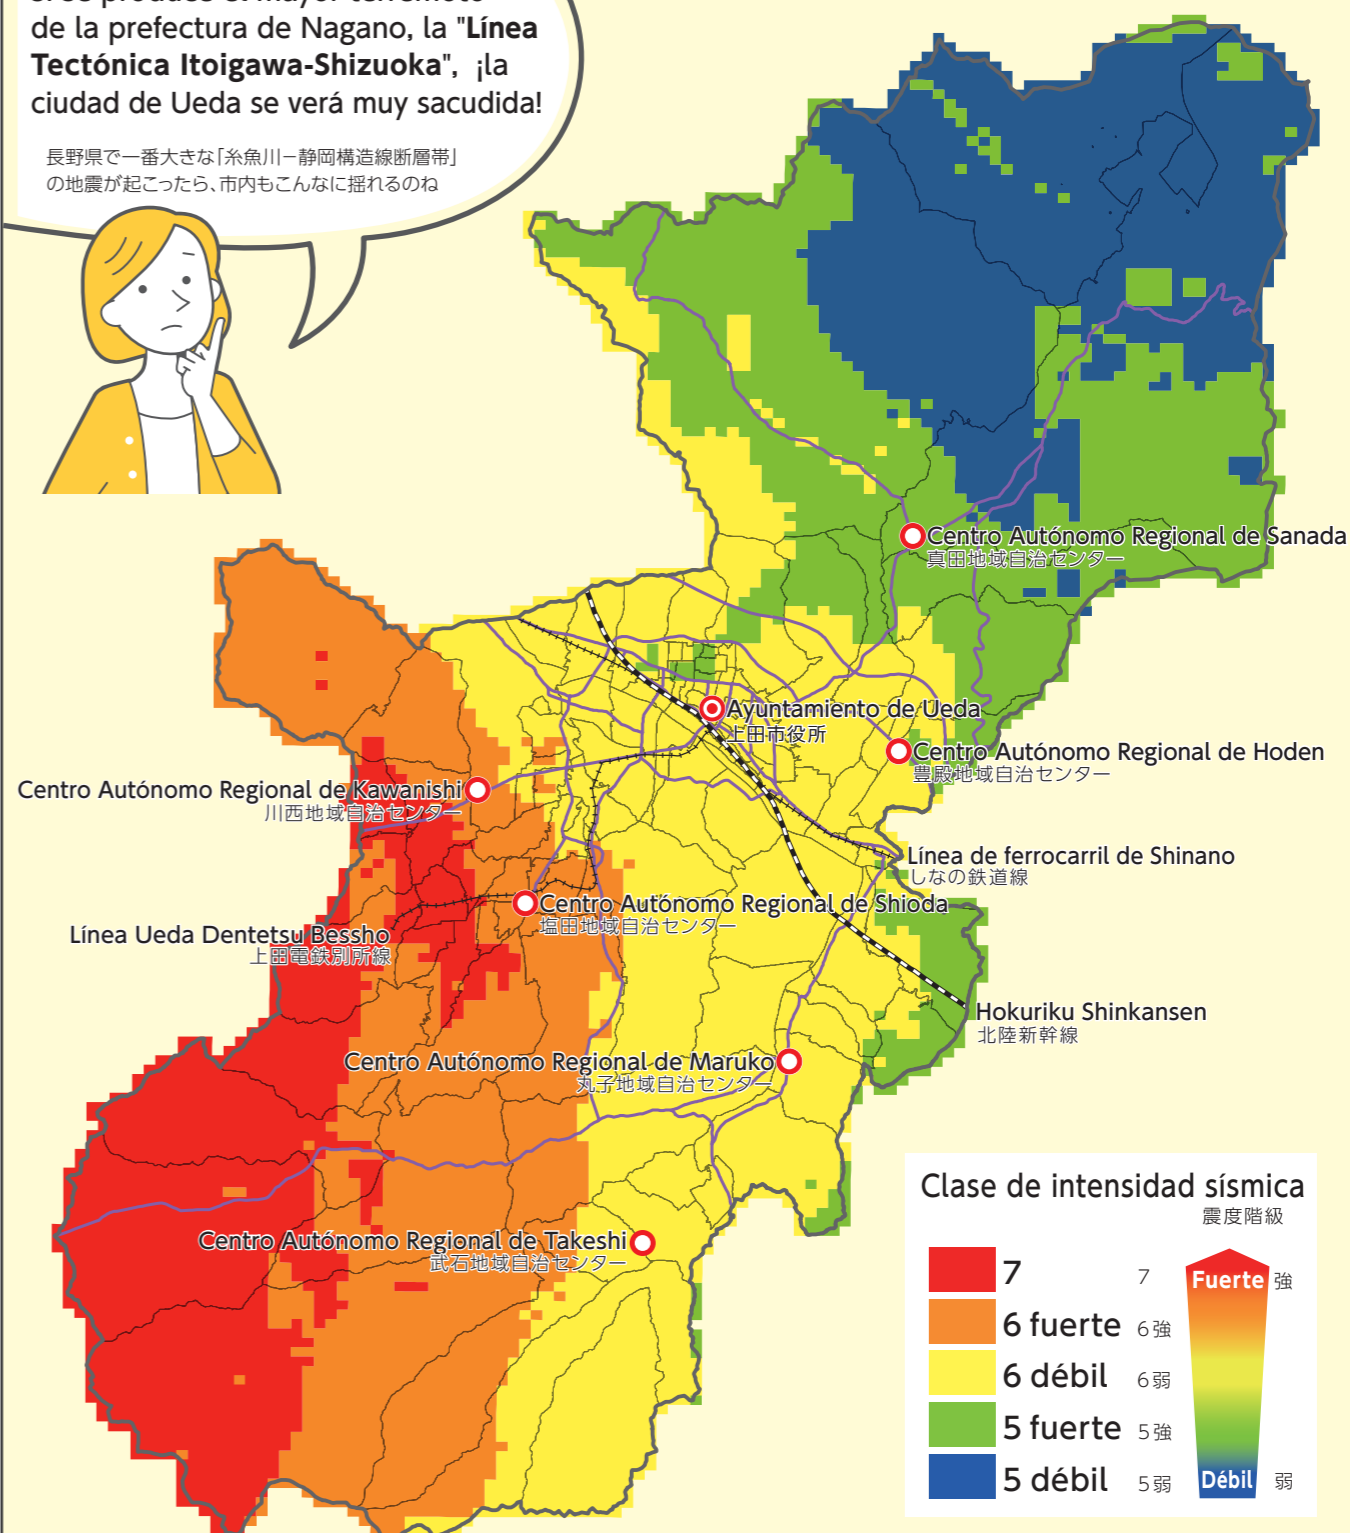 de la prefectura de Nagano, la "Línea
Tectónica Itoigawa-Shizuoka", ¡la
ciudad de Ueda se verá muy sacudida!
長野県で一番大きな「糸魚川－静岡構造線断層帯」
の地震が起こったら、市内もこんなに揺れるのね
Centro Autónomo Regional de Sanada
真田地域自治センター
Ayuntamiento de Ueda
上田市役所
Centro Autónomo Regional de Hoden
豊殿地域自治センター
Centro Autónomo Regional de Kawanishi
川西地域自治センター
Línea de ferrocarril de Shinano
しなの鉄道線
Centro Autónomo Regional de Shioda
塩田地域自治センター
Línea Ueda Dentetsu Bessho
上田電鉄別所線
Hokuriku Shinkansen
北陸新幹線
Centro Autónomo Regional de Maruko
丸子地域自治センター
Centro Autónomo Regional de Takeshi
武石地域自治センター
Clase de intensidad sísmica
震度階級
7 7
6 fuerte 6強
6 débil 6弱
5 fuerte 5強
5 débil 5弱
Fuerte 強
Débil 弱